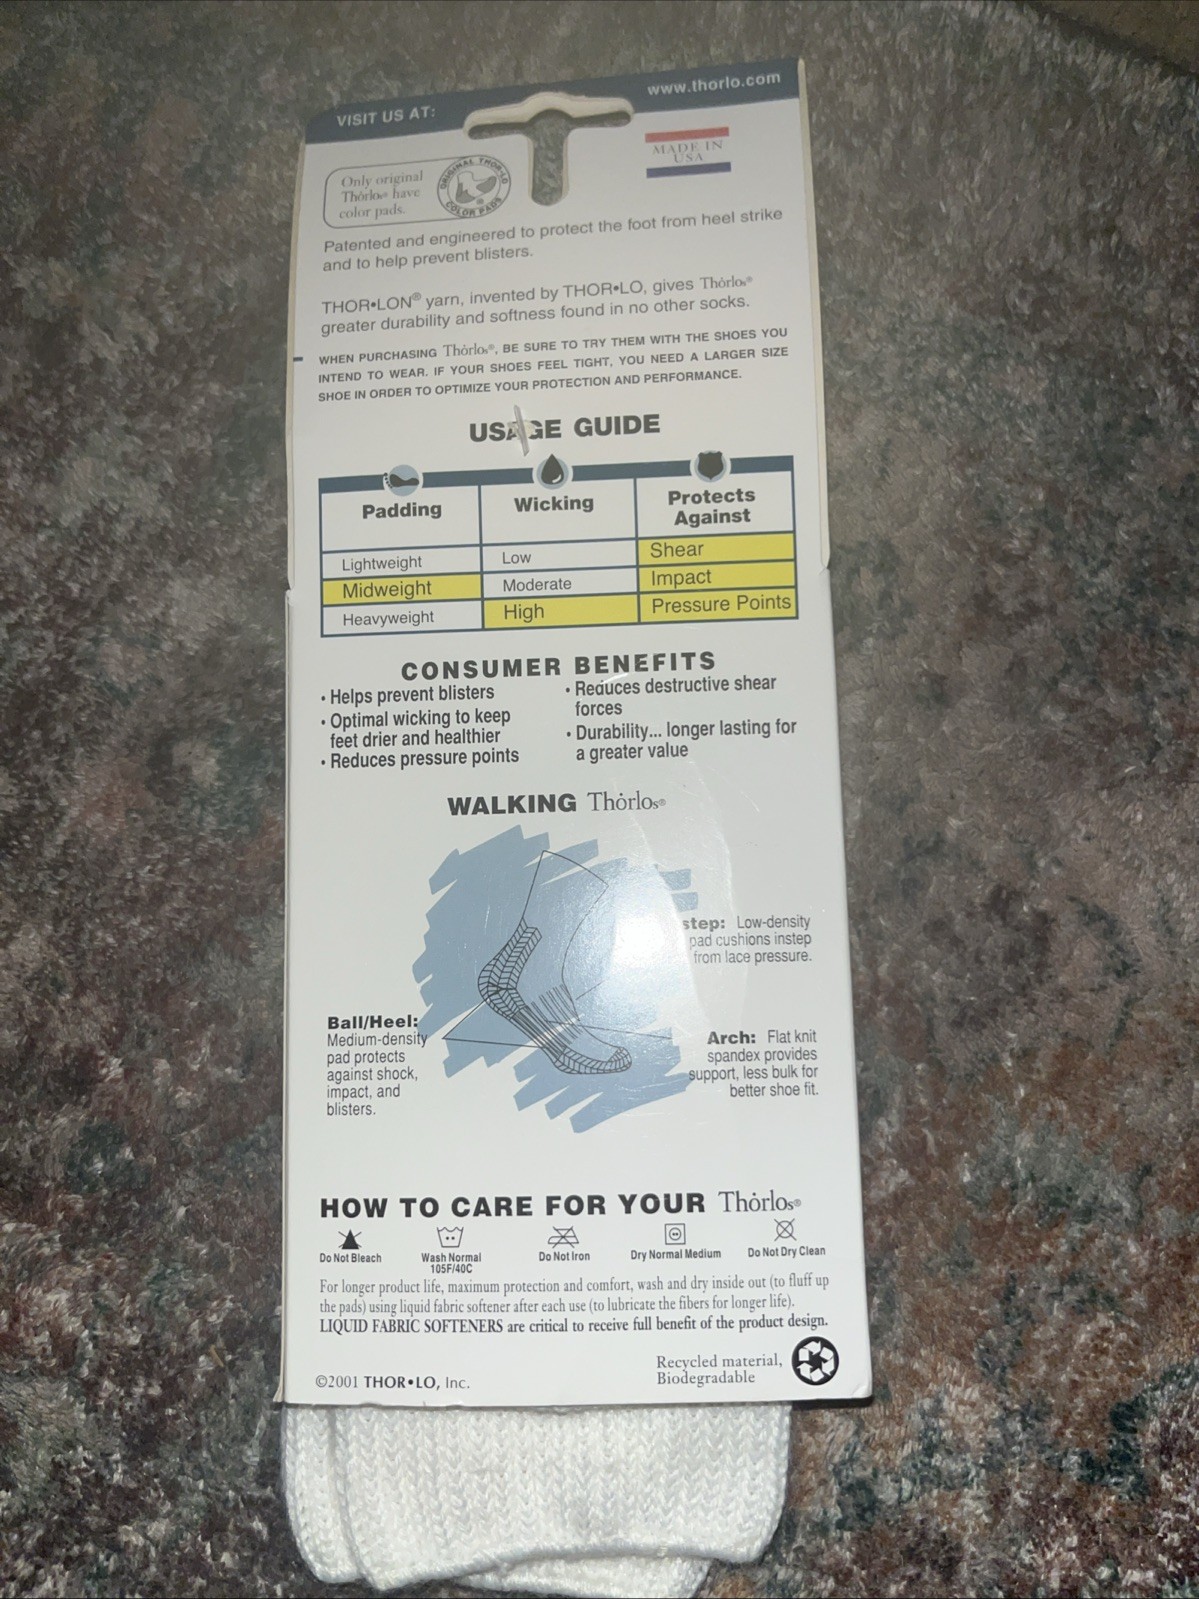 VISIT US AT:
www.thorlo.com
MADE IN
USA
Only original
Thórlos® have
color pads.
ORIGINAL THOR•LO
COLOR PADS
Patented and engineered to protect the foot from heel strike
and to help prevent blisters.
THOR•LON® yarn, invented by THOR•LO, gives Thórlos®
greater durability and softness found in no other socks.
WHEN PURCHASING Thórlos®, BE SURE TO TRY THEM WITH THE SHOES YOU
INTEND TO WEAR. IF YOUR SHOES FEEL TIGHT, YOU NEED A LARGER SIZE
SHOE IN ORDER TO OPTIMIZE YOUR PROTECTION AND PERFORMANCE.
USAGE GUIDE
Padding
Wicking
Protects
Against
Lightweight
Low
Shear
Midweight
Moderate
Impact
Heavyweight
High
Pressure Points
CONSUMER BENEFITS
• Helps prevent blisters
• Optimal wicking to keep
feet drier and healthier
• Reduces pressure points
• Reduces destructive shear
forces
• Durability... longer lasting for
a greater value
WALKING Thórlos®
step: Low-density
pad cushions instep
from lace pressure.
Ball/Heel:
Medium-density
pad protects
against shock,
impact, and
blisters.
Arch: Flat knit
spandex provides
support, less bulk for
better shoe fit.
HOW TO CARE FOR YOUR Thórlos®
Do Not Bleach
Wash Normal
105F/40C
Do Not Iron
Dry Normal Medium
Do Not Dry Clean
For longer product life, maximum protection and comfort, wash and dry inside out (to fluff up
the pads) using liquid fabric softener after each use (to lubricate the fibers for longer life).
LIQUID FABRIC SOFTENERS are critical to receive full benefit of the product design.
Recycled material,
Biodegradable
©2001 THOR•LO, Inc.